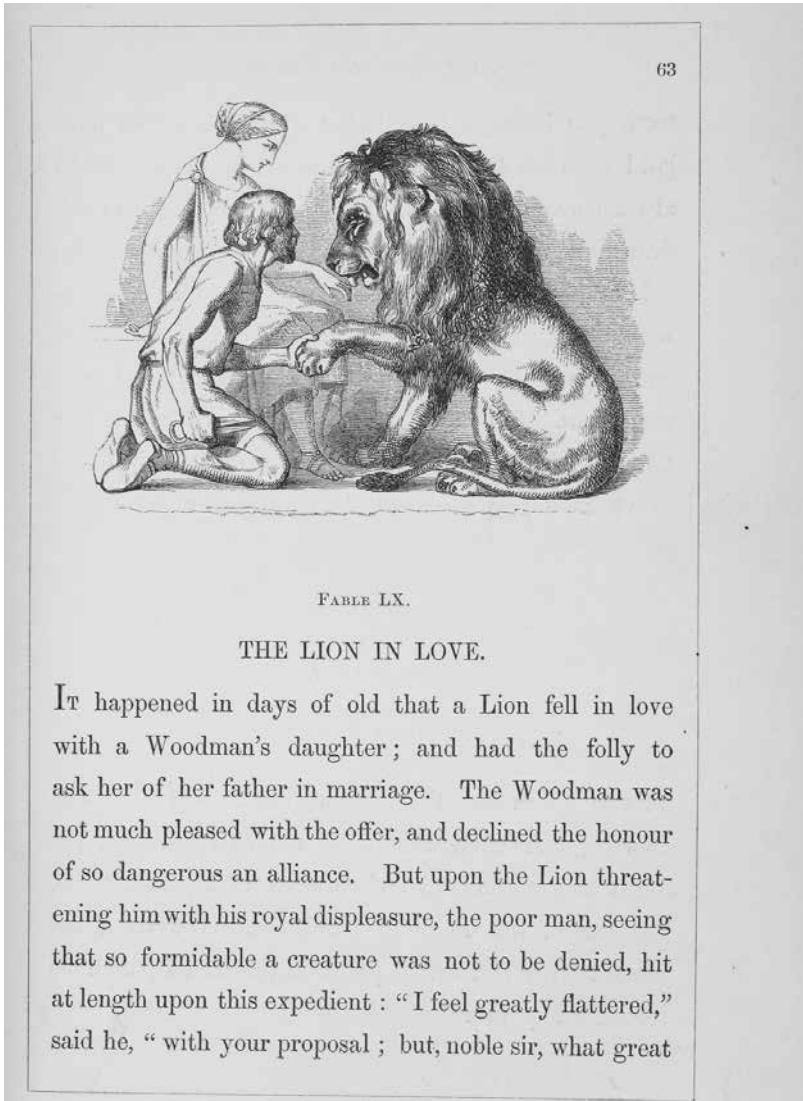 63
FABLE LX.
THE LION IN LOVE.
IT happened in days of old that a Lion fell in love
with a Woodman's daughter ; and had the folly to
ask her of her father in marriage. The Woodman was
not much pleased with the offer, and declined the honour
of so dangerous an alliance. But upon the Lion threat-
ening him with his royal displeasure, the poor man, seeing
that so formidable a creature was not to be denied, hit
at length upon this expedient : “ I feel greatly flattered,”
said he, “ with your proposal ; but, noble sir, what great